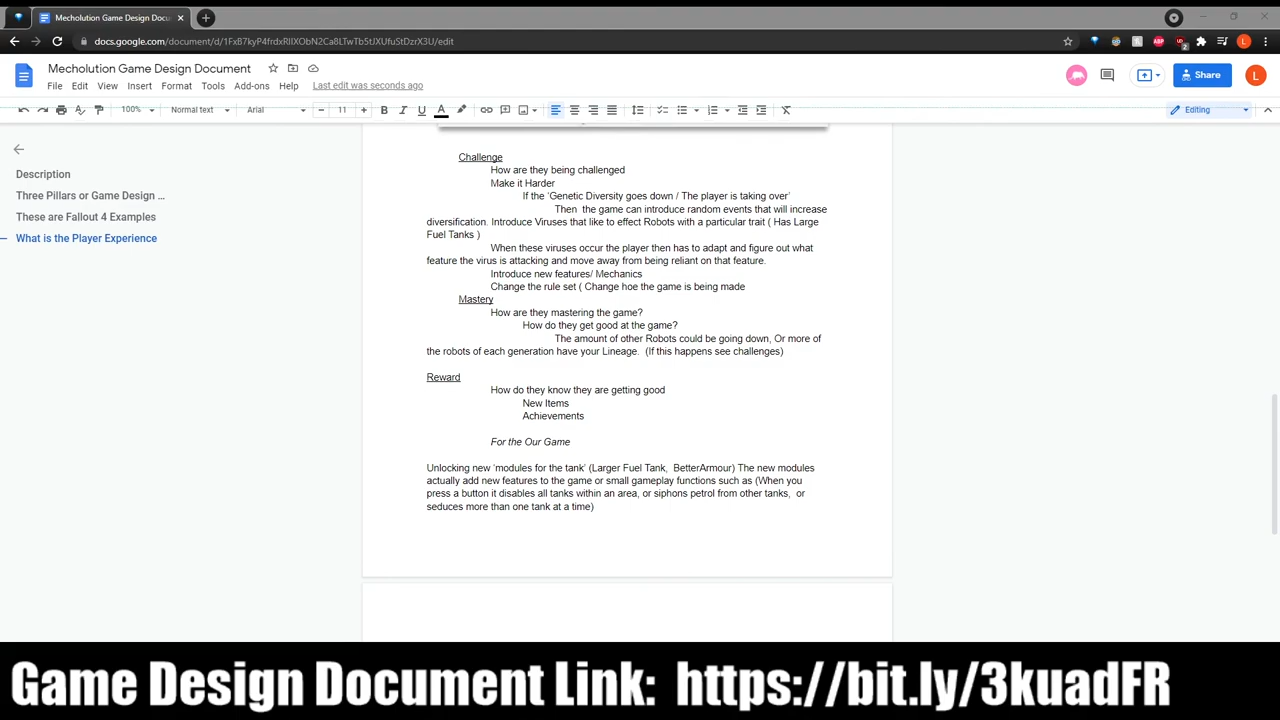 Mecholution Game Design Docu
docs.google.com/document/d/1FxB7kyP4frdxRIIXObN2Ca8LTwTb5tJXUfuStDzrX3U/edit
Mecholution Game Design Document
File Edit View Insert Format Tools Add-ons Help Last edit was seconds ago
Share
L
100% Normal text Arial 11 Editing
Description
Three Pillars or Game Design ...
These are Fallout 4 Examples
What is the Player Experience
Challenge
How are they being challenged
Make it Harder
If the 'Genetic Diversity goes down / The player is taking over'
Then the game can introduce random events that will increase
diversification. Introduce Viruses that like to effect Robots with a particular trait ( Has Large
Fuel Tanks )
When these viruses occur the player then has to adapt and figure out what
feature the virus is attacking and move away from being reliant on that feature.
Introduce new features/ Mechanics
Change the rule set ( Change hoe the game is being made
Mastery
How are they mastering the game?
How do they get good at the game?
The amount of other Robots could be going down, Or more of
the robots of each generation have your Lineage. (If this happens see challenges)
Reward
How do they know they are getting good
New Items
Achievements
For the Our Game
Unlocking new 'modules for the tank' (Larger Fuel Tank, BetterArmour) The new modules
actually add new features to the game or small gameplay functions such as (When you
press a button it disables all tanks within an area, or siphons petrol from other tanks, or
seduces more than one tank at a time)
Game Design Document Link: https://bit.ly/3kuadFR